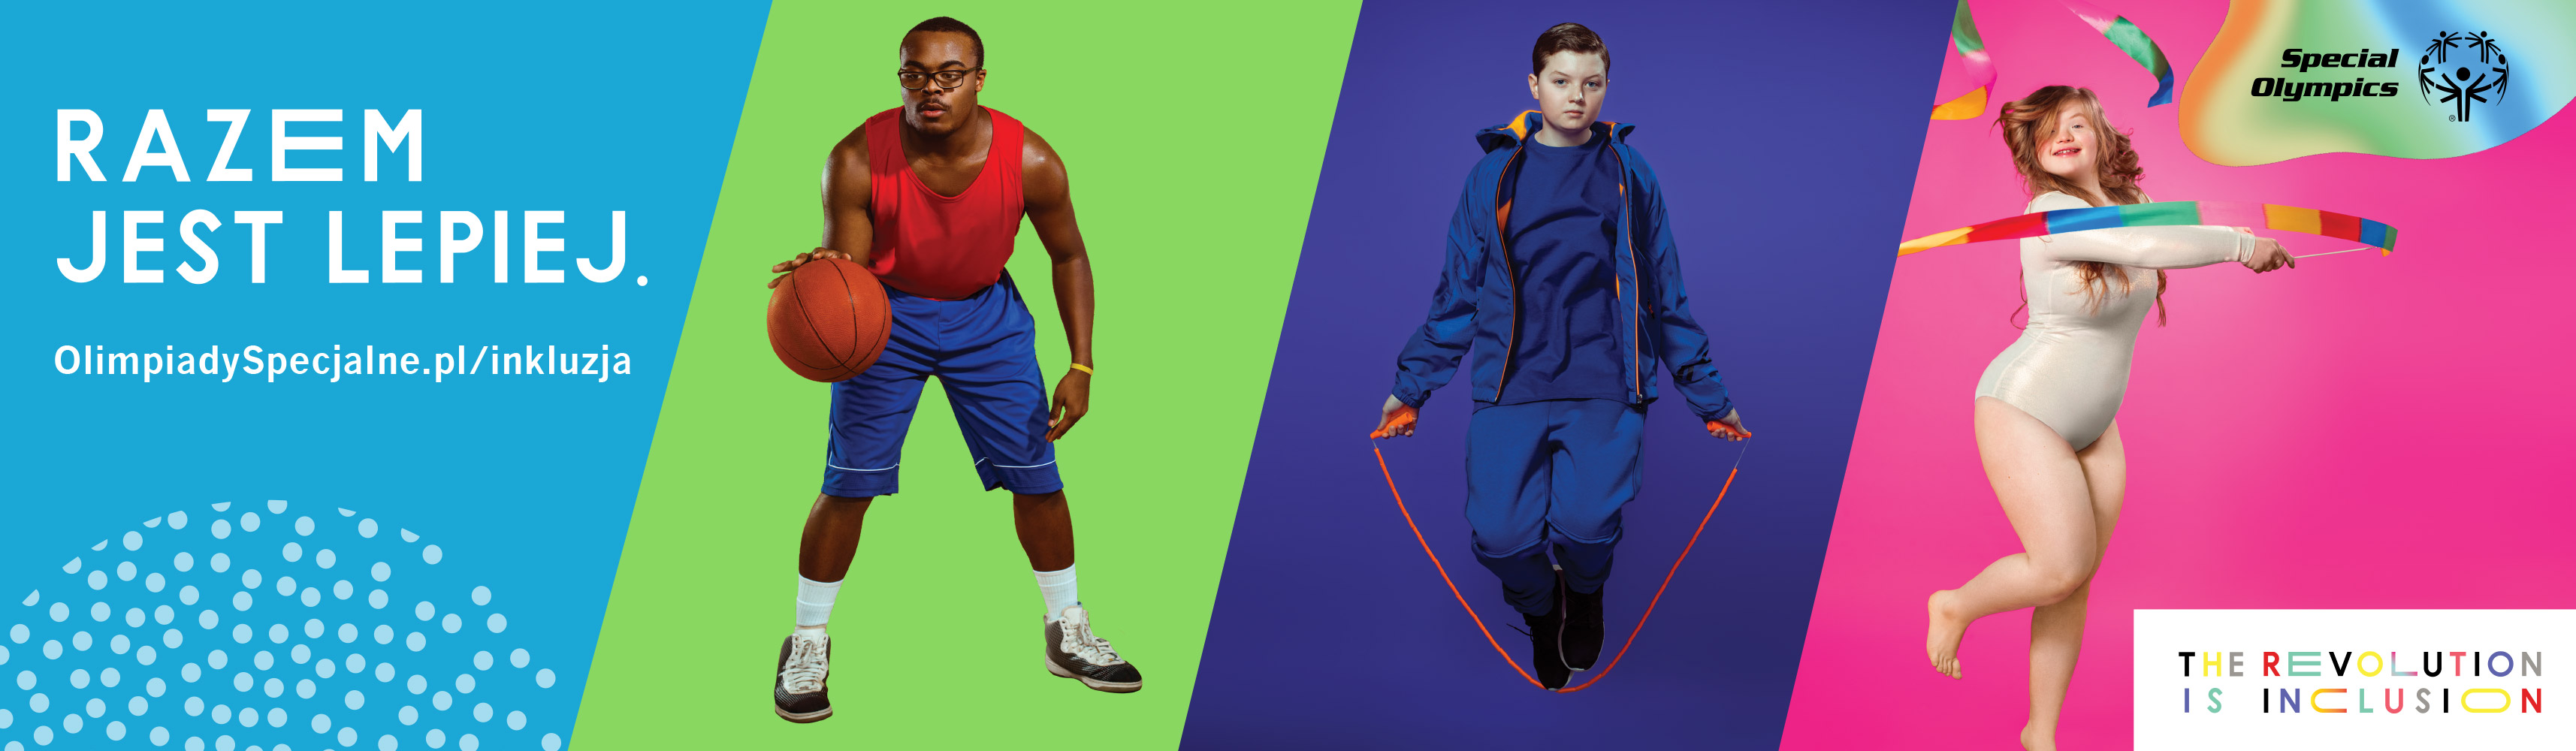 RAZEM
JEST LEPIEJ.
OlimpiadySpecjalne.pl/inkluzja
Special
Olympics
®
THE REVOLUTION
IS INCLUSION